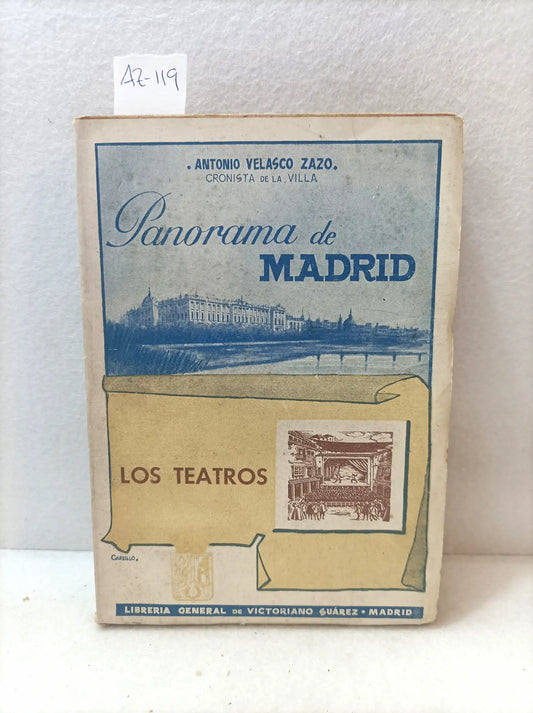 AZ-119
. ANTONIO VELASCO ZAZO.
CRONISTA DE LA VILLA
Panorama de
MADRID
LOS TEATROS
CARRILLO.
LIBRERIA GENERAL DE VICTORIANO SUÁREZ - MADRID